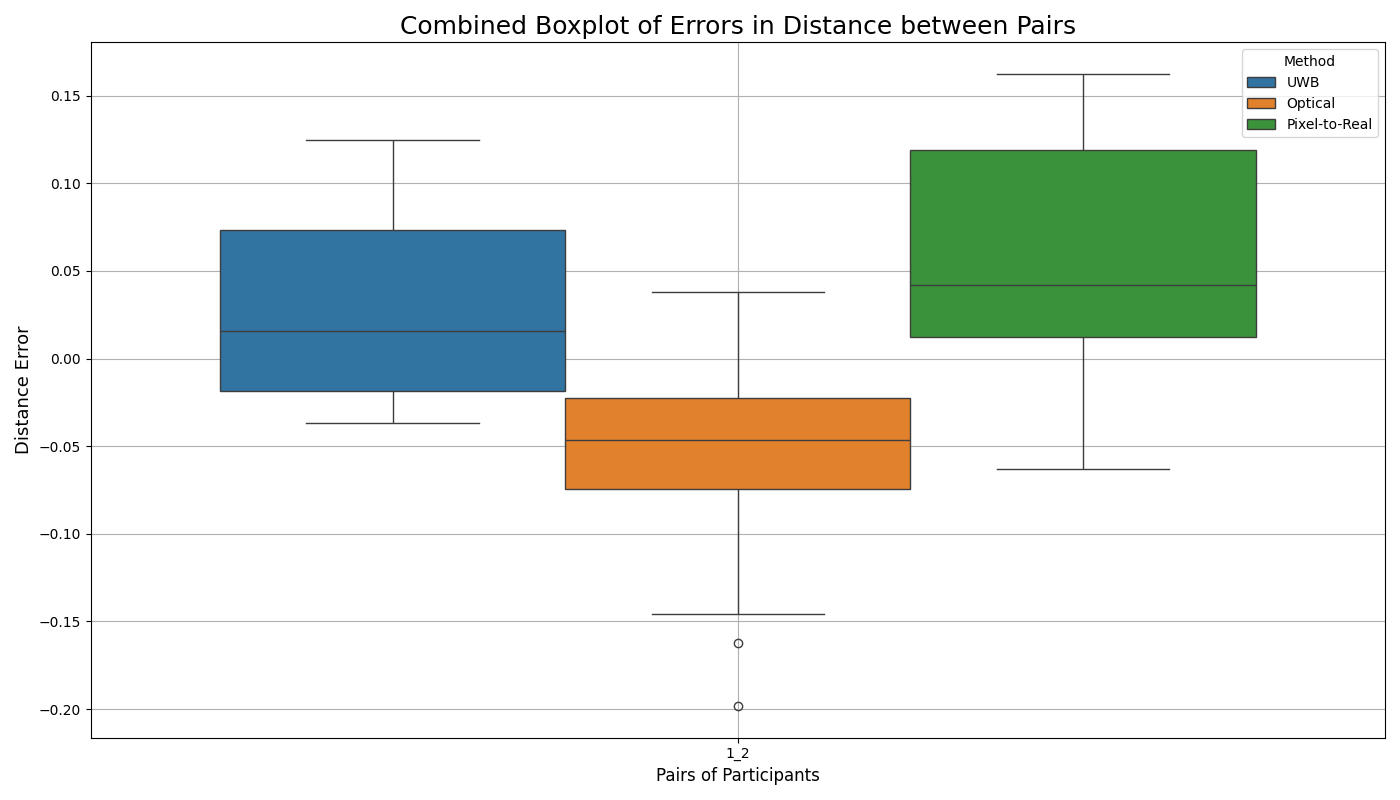 Combined Boxplot of Errors in Distance between Pairs
Method
UWB
Optical
Pixel-to-Real
0.15
0.10
0.05
0.00
−0.05
−0.10
−0.15
−0.20
Distance Error
1_2
Pairs of Participants